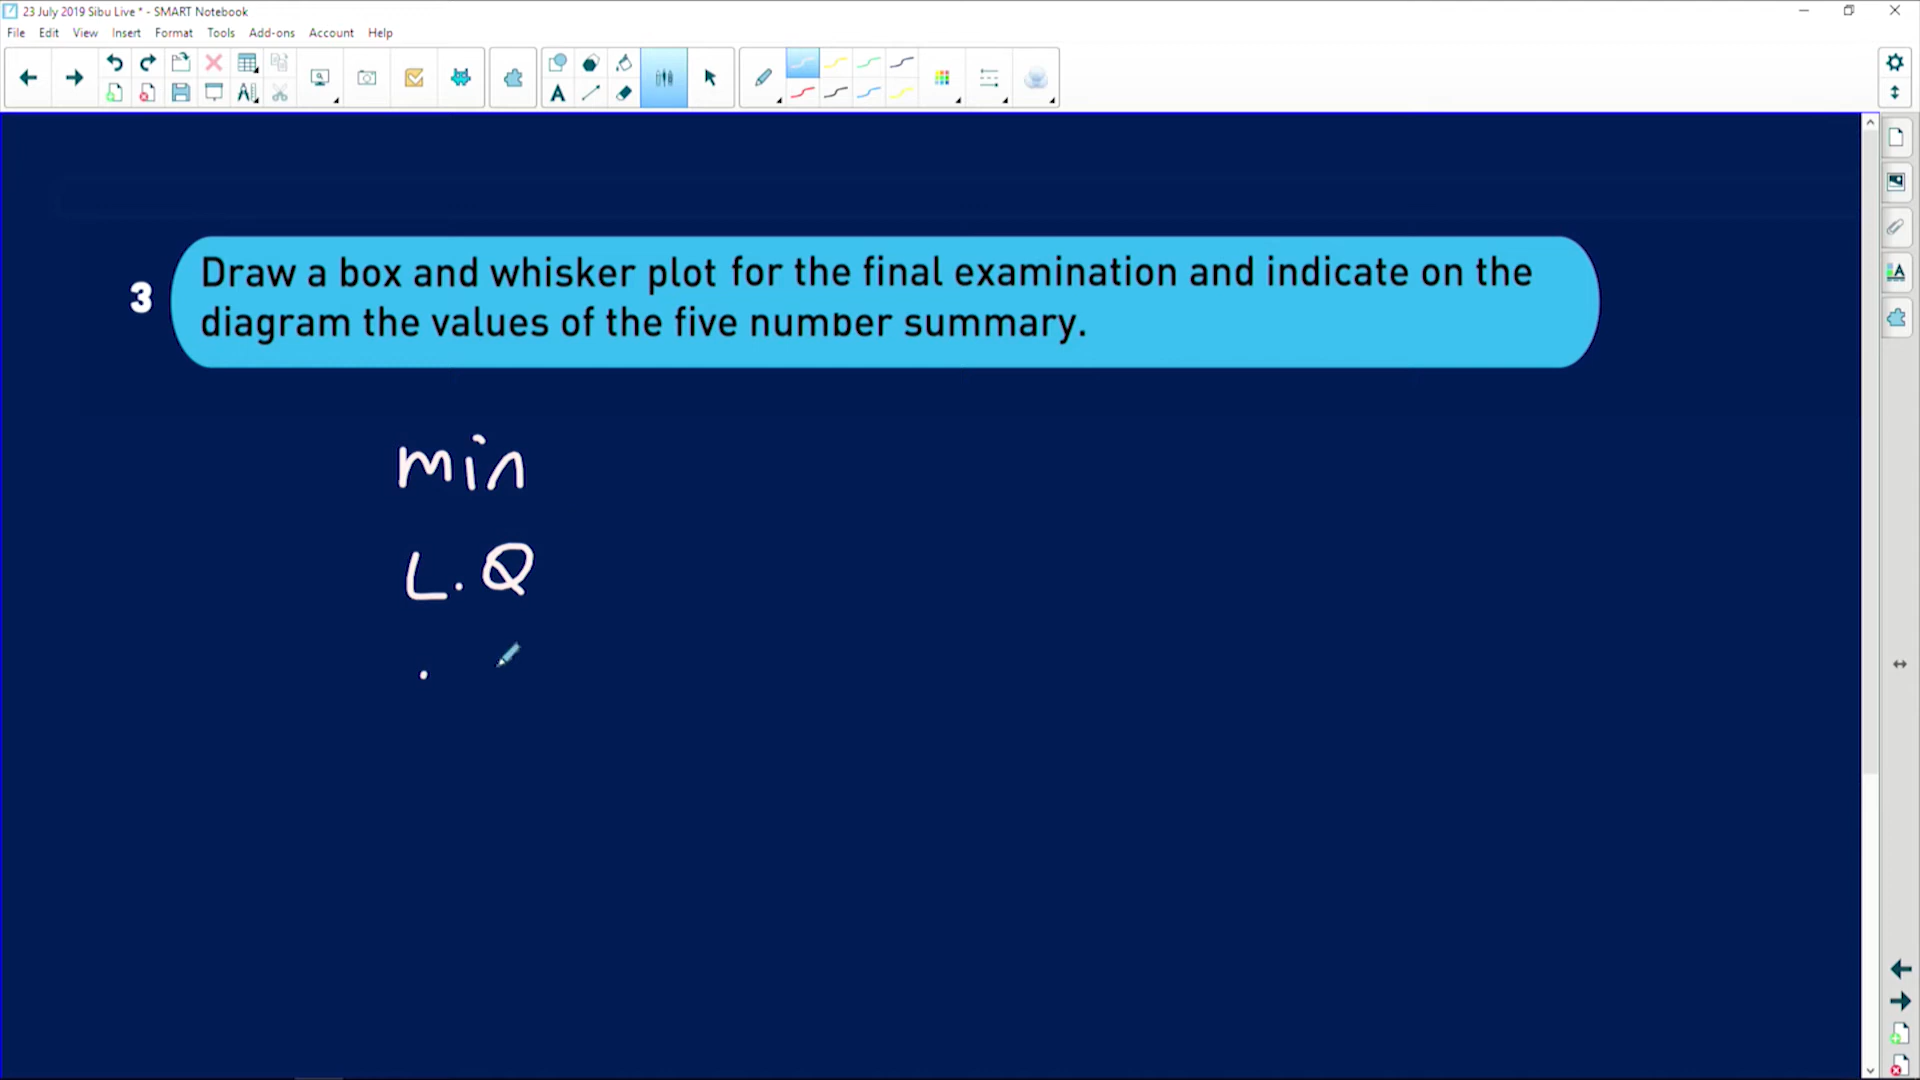 23 July 2019 Sibu Live * - SMART Notebook
File Edit View Insert Format Tools Add-ons Account Help
3
Draw a box and whisker plot for the final examination and indicate on the
diagram the values of the five number summary.
min
L.Q
.